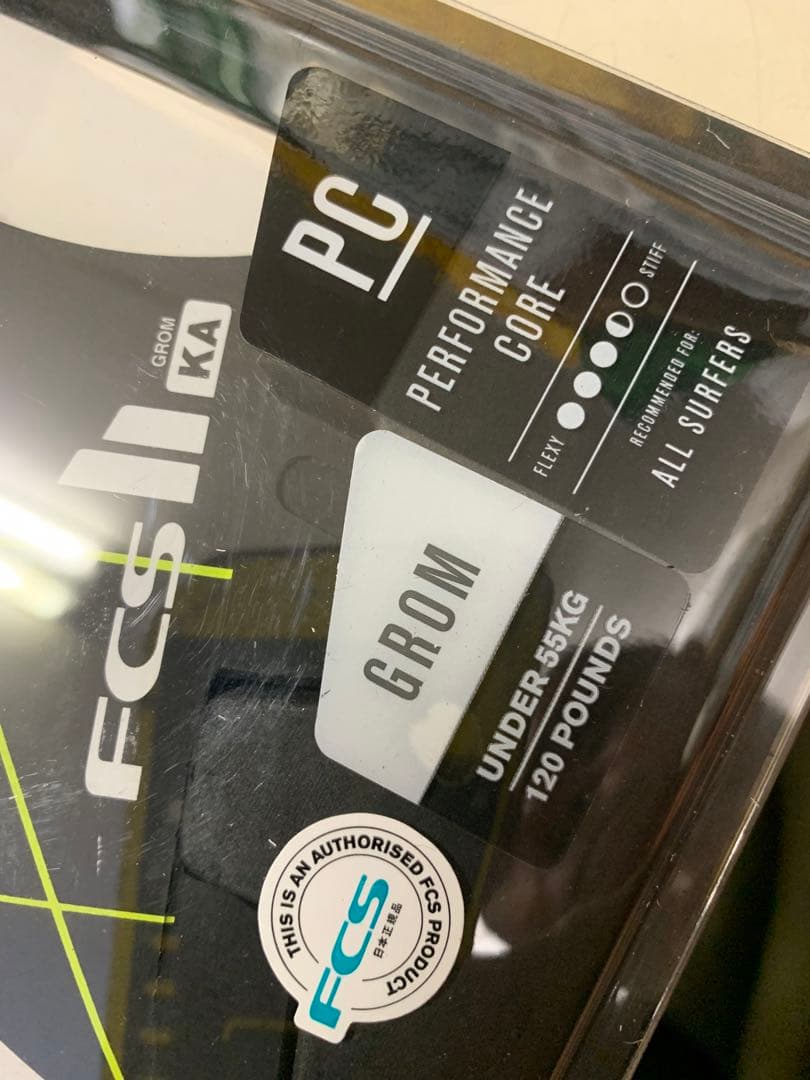 FCS II
GROM
KA
PC
PERFORMANCE
CORE
FLEXY
STIFF
RECOMMENDED FOR:
ALL SURFERS
GROM
UNDER 55KG
120 POUNDS
THIS IS AN AUTHORISED FCS PRODUCT
FCS
日本正規品